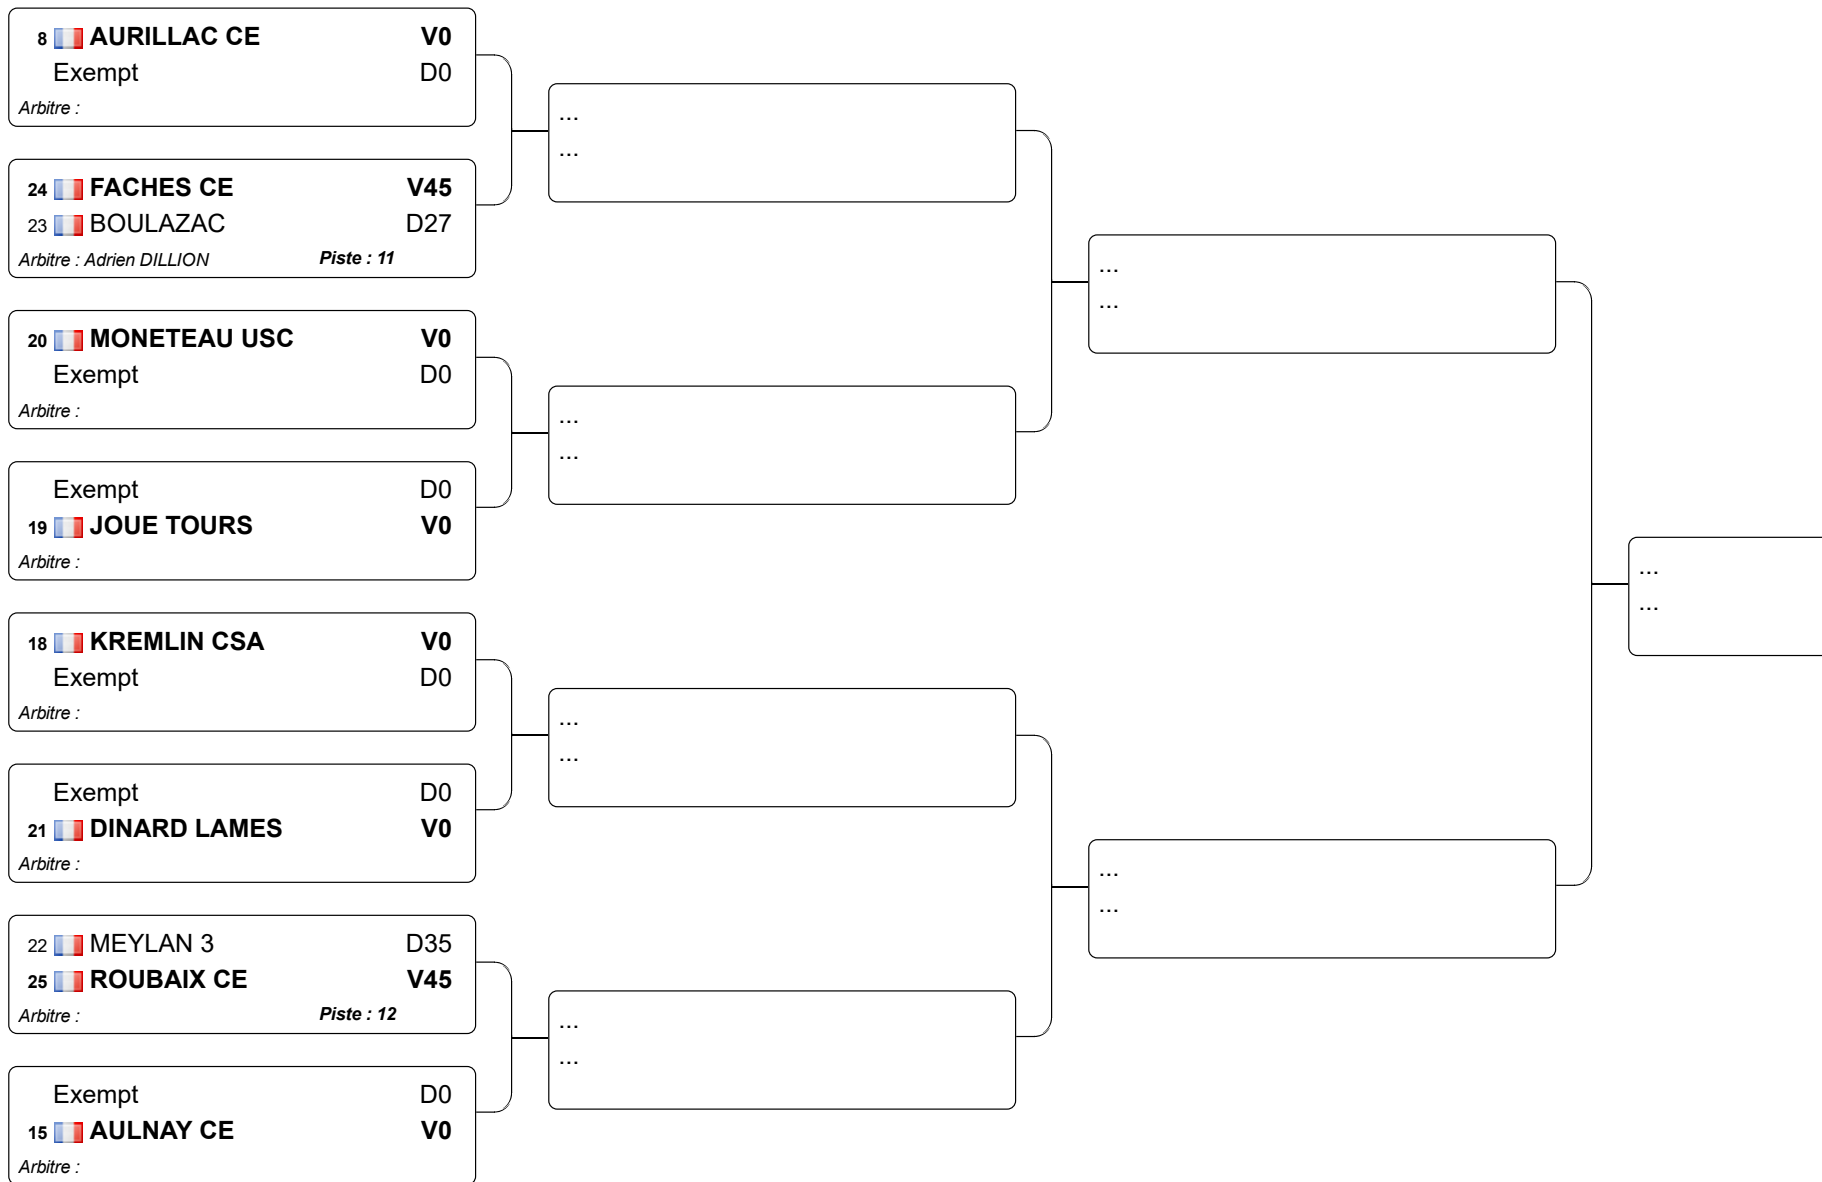 8 AURILLAC CE V0
Exempt D0
Arbitre :
24 FACHES CE V45
23 BOULAZAC D27
Arbitre : Adrien DILLION Piste : 11
20 MONETEAU USC V0
Exempt D0
Arbitre :
Exempt D0
19 JOUE TOURS V0
Arbitre :
18 KREMLIN CSA V0
Exempt D0
Arbitre :
Exempt D0
21 DINARD LAMES V0
Arbitre :
22 MEYLAN 3 D35
25 ROUBAIX CE V45
Arbitre : Piste : 12
Exempt D0
15 AULNAY CE V0
Arbitre :
...
...
...
...
...
...
...
...
...
...
...
...
...
...